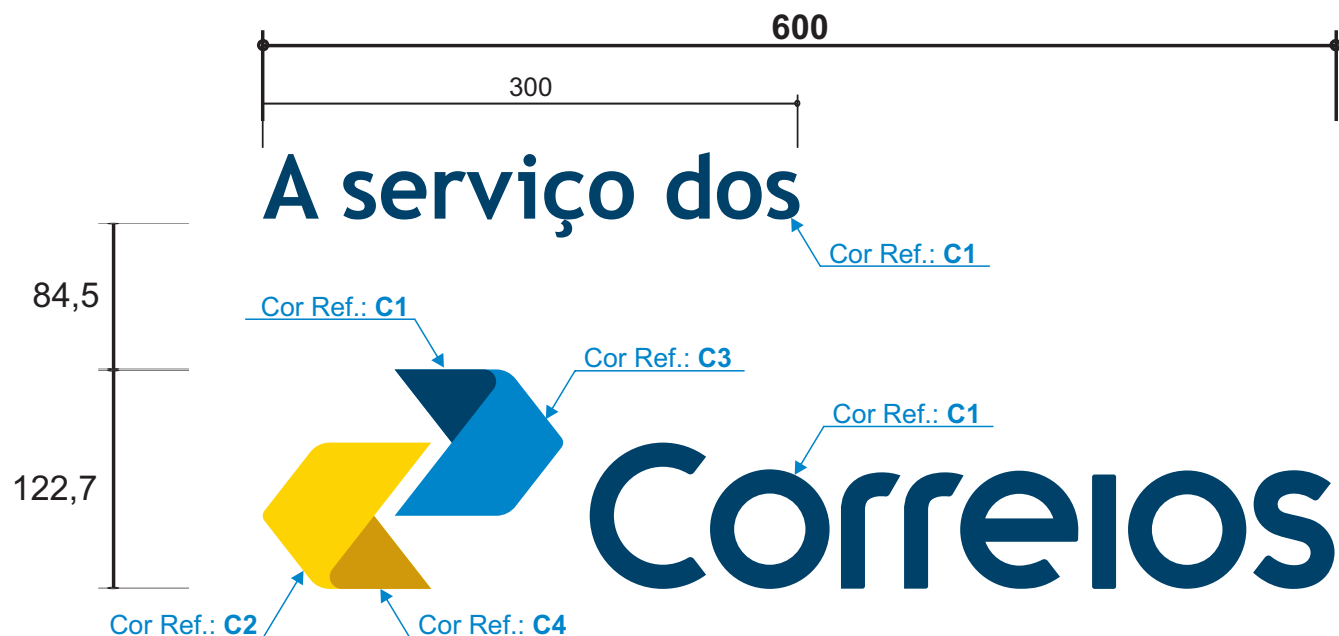 600
300
A serviço dos
Cor Ref.: C1
84,5
Cor Ref.: C1
Cor Ref.: C3
Cor Ref.: C1
122,7
Correios
Cor Ref.: C2
Cor Ref.: C4